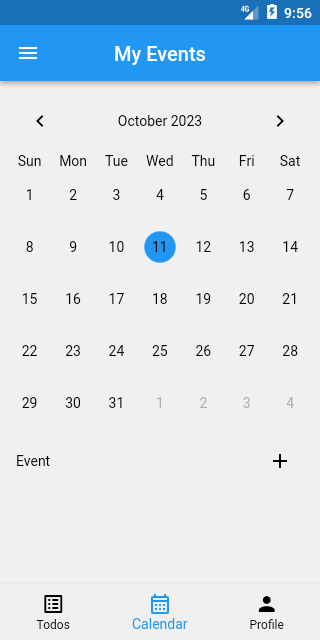 4G 9:56
My Events
October 2023
Sun Mon Tue Wed Thu Fri Sat
1 2 3 4 5 6 7
8 9 10 11 12 13 14
15 16 17 18 19 20 21
22 23 24 25 26 27 28
29 30 31 1 2 3 4
Event
Todos Calendar Profile